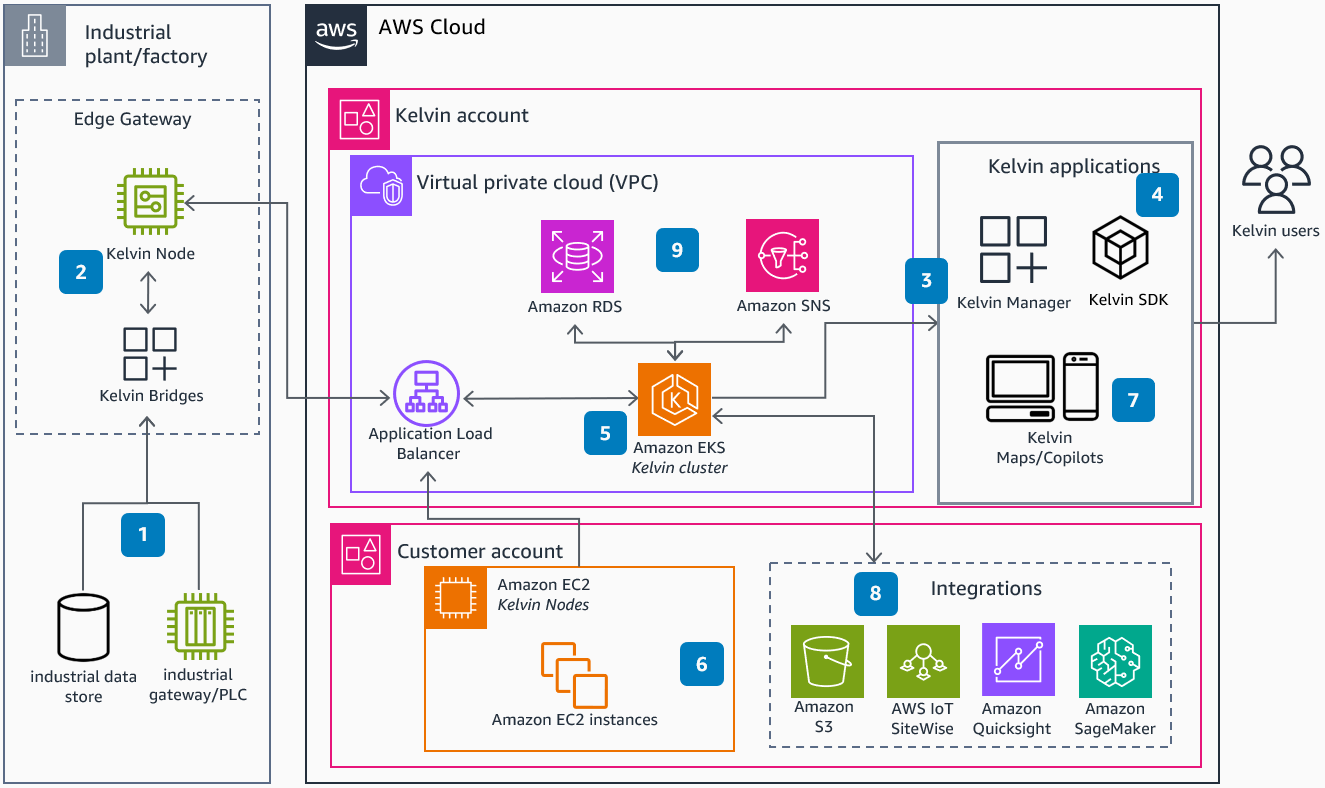 Industrial
plant/factory
Edge Gateway
Kelvin Node
2
Kelvin Bridges
1
industrial data
store
industrial
gateway/PLC
aws
AWS Cloud
Kelvin account
Virtual private cloud (VPC)
Amazon RDS
9
Amazon SNS
Application Load
Balancer
5
K
Amazon EKS
Kelvin cluster
3
Kelvin applications
4
Kelvin Manager
Kelvin SDK
7
Kelvin
Maps/Copilots
Kelvin users
Customer account
Amazon EC2
Kelvin Nodes
6
Amazon EC2 instances
8
Integrations
Amazon
S3
AWS IoT
SiteWise
Amazon
Quicksight
Amazon
SageMaker